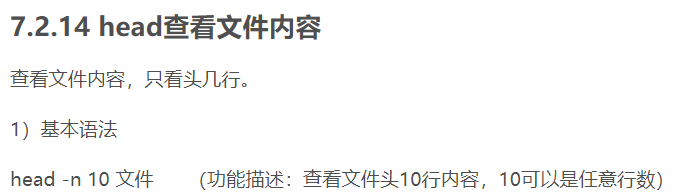 7.2.14 head查看文件内容
查看文件内容，只看头几行。
1）基本语法
head -n 10 文件 （功能描述：查看文件头10行内容，10可以是任意行数）